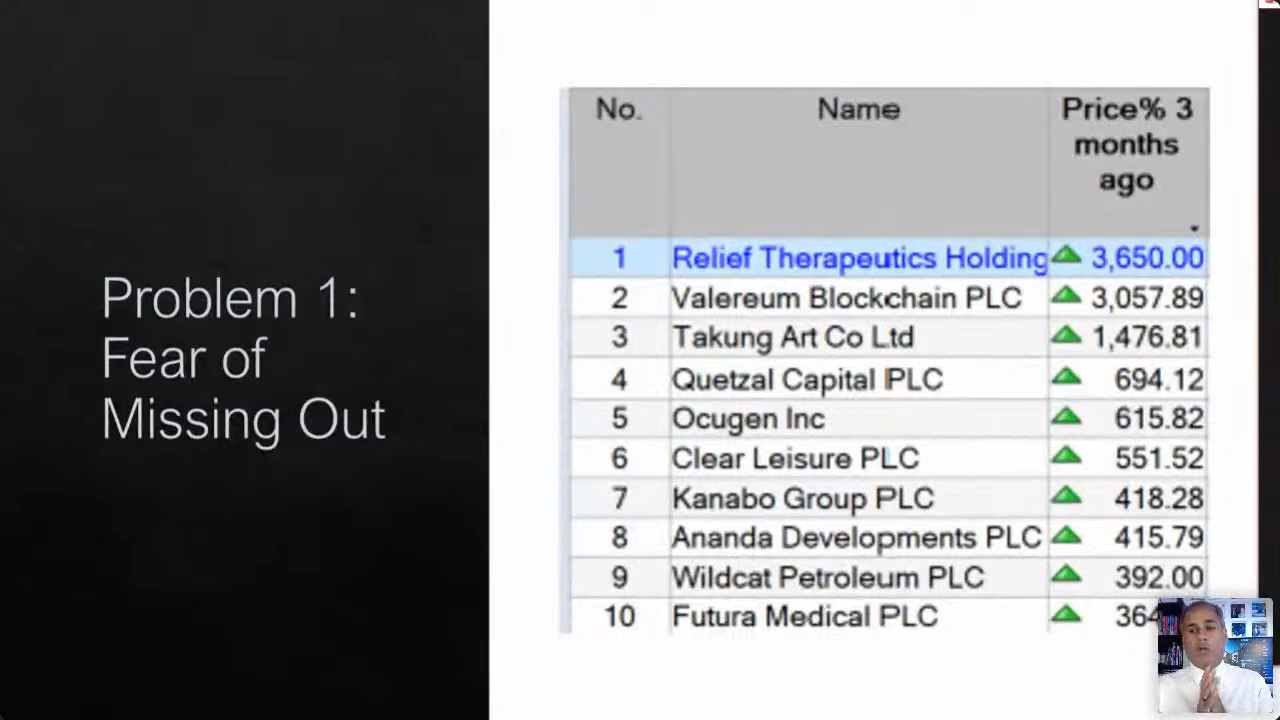 Problem 1:
Fear of
Missing Out
No. Name Price% 3
months
ago
1 Relief Therapeutics Holding 3,650.00
2 Valereum Blockchain PLC 3,057.89
3 Takung Art Co Ltd 1,476.81
4 Quetzal Capital PLC 694.12
5 Ocugen Inc 615.82
6 Clear Leisure PLC 551.52
7 Kanabo Group PLC 418.28
8 Ananda Developments PLC 415.79
9 Wildcat Petroleum PLC 392.00
10 Futura Medical PLC 364